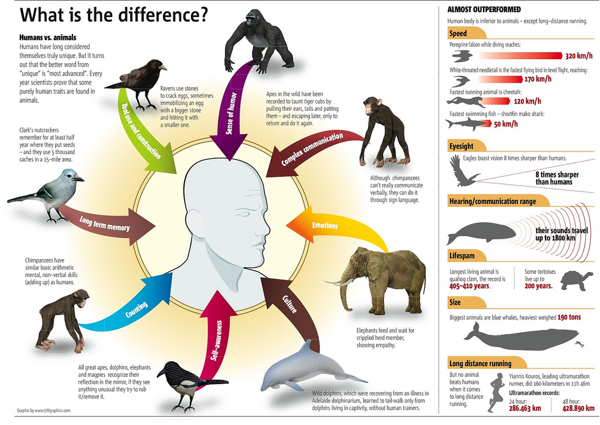 What is the difference?
Humans vs. animals
Humans have long considered
themselves truly unique. But it turns
out that the better word from
"unique" is "most advanced". Every
year scientists prove that some
purely human traits are found in
animals.
Ravens use stones
to crack eggs, sometimes
immobilizing an egg
with a bigger stone
and hitting it with
a smaller one.
Tool use and construction
Sense of humor
Apes in the wild have been
recorded to taunt tiger cubs by
pulling their ears, tails and patting
them – and escaping later, only to
return and do it again.
Complex communication
Although chimpanzees
can't really communicate
verbally, they can do it
through sign language.
Clark's nutcrackers
remember for at least half
year where they put seeds
– and they use 5 thousand
caches in a 15-mile area.
Long term memory
Emotions
Elephants feed and wait for
crippled herd member,
showing empathy.
Chimpanzees have
similar basic arithmetic
mental, non-verbal skills
(adding up) as humans.
Counting
Self-awareness
Culture
All great apes, dolphins, elephants
and magpies recognize their
reflection in the mirror, if they see
anything unusual they try to rub
it/remove it.
Wild dolphins, which were recovering from an illness in
Adelaide dolphinarium, learned to tail-walk only from
dolphins living in captivity, without human trainers.
ALMOST OUTPERFORMED
Human body is inferior to animals – except long-distance running.
Speed
Peregrine falcon while diving reaches:
320 km/h
White-throated needletail is the fastest flying bird in level flight, reaching:
170 km/h
Fastest running animal is cheetah:
120 km/h
Fastest swimming fish – shortfin mako shark:
50 km/h
Eyesight
Eagles boast vision 8 times sharper than humans.
8 times sharper
than humans
Hearing/communication range
their sounds travel
up to 1800 km
Lifespam
Longest living animal is
quahog clam, the record is
405–410 years.
Some tortoises
live up to
200 years.
Size
Biggest animals are blue whales, heaviest weighed 190 tons
Long distance running
But no animal
beats humans
when it comes
to long distance
running.
Yiannis Kouros, leading ultramarathon
runner, did 160 kilometers in 11h 46m
Ultramarathon records:
24 hour:
286.463 km
48 hour:
428.890 km